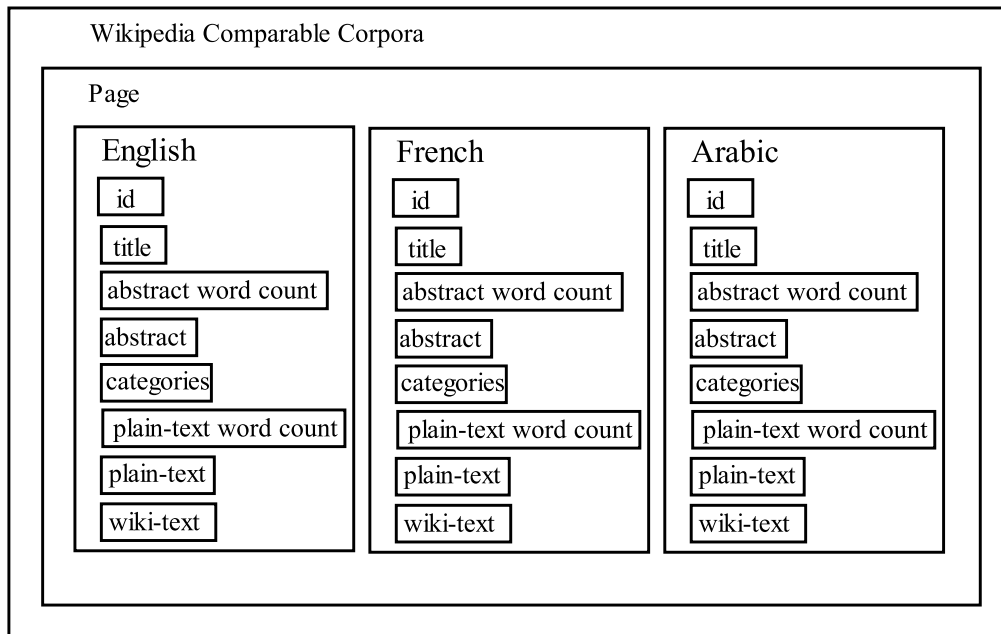 Wikipedia Comparable Corpora
Page
English
id
title
abstract word count
abstract
categories
plain-text word count
plain-text
wiki-text
French
id
title
abstract word count
abstract
categories
plain-text word count
plain-text
wiki-text
Arabic
id
title
abstract word count
abstract
categories
plain-text word count
plain-text
wiki-text